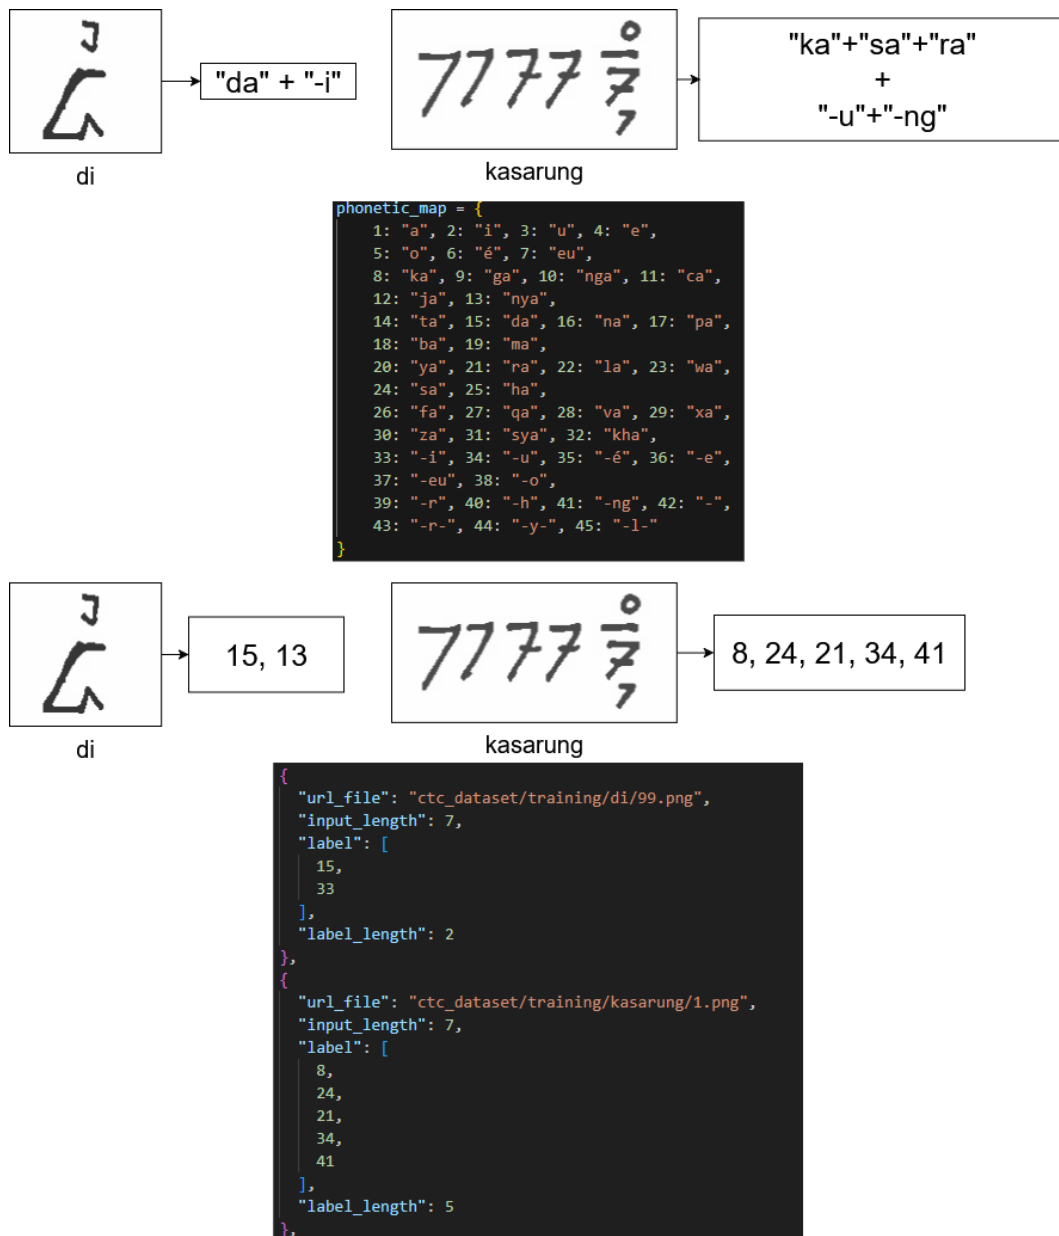 "da" + "-i"
"ka"+"sa"+"ra"
+
"-u"+"-ng"
di
kasarung
phonetic_map = {
1: "a", 2: "i", 3: "u", 4: "e",
5: "o", 6: "é", 7: "eu",
8: "ka", 9: "ga", 10: "nga", 11: "ca",
12: "ja", 13: "nya",
14: "ta", 15: "da", 16: "na", 17: "pa",
18: "ba", 19: "ma",
20: "ya", 21: "ra", 22: "la", 23: "wa",
24: "sa", 25: "ha",
26: "fa", 27: "qa", 28: "va", 29: "xa",
30: "za", 31: "sya", 32: "kha",
33: "-i", 34: "-u", 35: "-é", 36: "-e",
37: "-eu", 38: "-o",
39: "-r", 40: "-h", 41: "-ng", 42: "-",
43: "-r-", 44: "-y-", 45: "-l-"
}
15, 13
8, 24, 21, 34, 41
di
kasarung
{
"url_file": "ctc_dataset/training/di/99.png",
"input_length": 7,
"label": [
15,
33
],
"label_length": 2
},
{
"url_file": "ctc_dataset/training/kasarung/1.png",
"input_length": 7,
"label": [
8,
24,
21,
34,
41
],
"label_length": 5
},